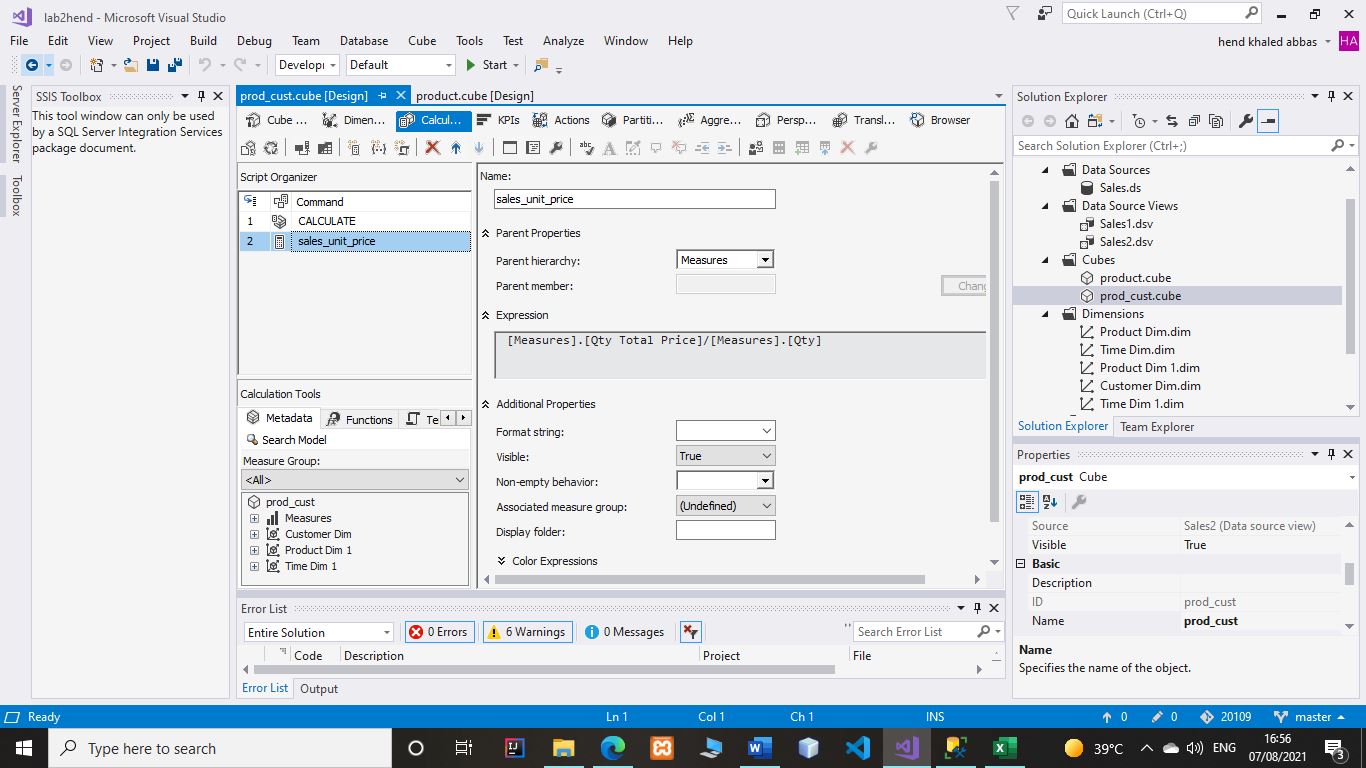 lab2hend - Microsoft Visual Studio
Quick Launch (Ctrl+Q)
File Edit View Project Build Debug Team Database Cube Tools Test Analyze Window Help
hend khaled abbas HA
Develop Default Start
Server Explorer
Toolbox
SSIS Toolbox
This tool window can only be used
by a SQL Server Integration Services
package document.
prod_cust.cube [Design] product.cube [Design]
Cube ... Dimen... Calcul... KPIs Actions Partiti... Aggre... Persp... Transl... Browser
Script Organizer
Command
1 CALCULATE
2 sales_unit_price
Calculation Tools
Metadata Functions Te
Search Model
Measure Group:
<All>
prod_cust
Measures
Customer Dim
Product Dim 1
Time Dim 1
Name:
sales_unit_price
Parent Properties
Parent hierarchy: Measures
Parent member: Chang
Expression
[Measures].[Qty Total Price]/[Measures].[Qty]
Additional Properties
Format string:
Visible: True
Non-empty behavior:
Associated measure group: (Undefined)
Display folder:
Color Expressions
Error List
Entire Solution 0 Errors 6 Warnings 0 Messages Search Error List
Code Description Project File
Error List Output
Solution Explorer
Search Solution Explorer (Ctrl+;)
Data Sources
Sales.ds
Data Source Views
Sales1.dsv
Sales2.dsv
Cubes
product.cube
prod_cust.cube
Dimensions
Product Dim.dim
Time Dim.dim
Product Dim 1.dim
Customer Dim.dim
Time Dim 1.dim
Solution Explorer Team Explorer
Properties
prod_cust Cube
Source Sales2 (Data source view)
Visible True
Basic
Description
ID prod_cust
Name prod_cust
Name
Specifies the name of the object.
Ready Ln 1 Col 1 Ch 1 INS 0 0 20109 master
Type here to search
39°C ENG 16:56
07/08/2021
3